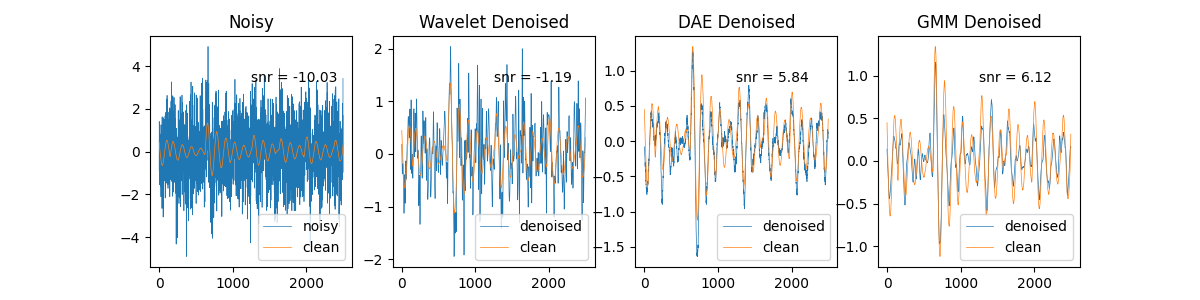 Noisy
snr = -10.03
4
2
0
−2
−4
noisy
clean
0
1000
2000
Wavelet Denoised
snr = -1.19
2
1
0
−1
−2
denoised
clean
0
1000
2000
DAE Denoised
snr = 5.84
1.0
0.5
0.0
−0.5
−1.0
−1.5
denoised
clean
0
1000
2000
GMM Denoised
snr = 6.12
1.0
0.5
0.0
−0.5
−1.0
denoised
clean
0
1000
2000